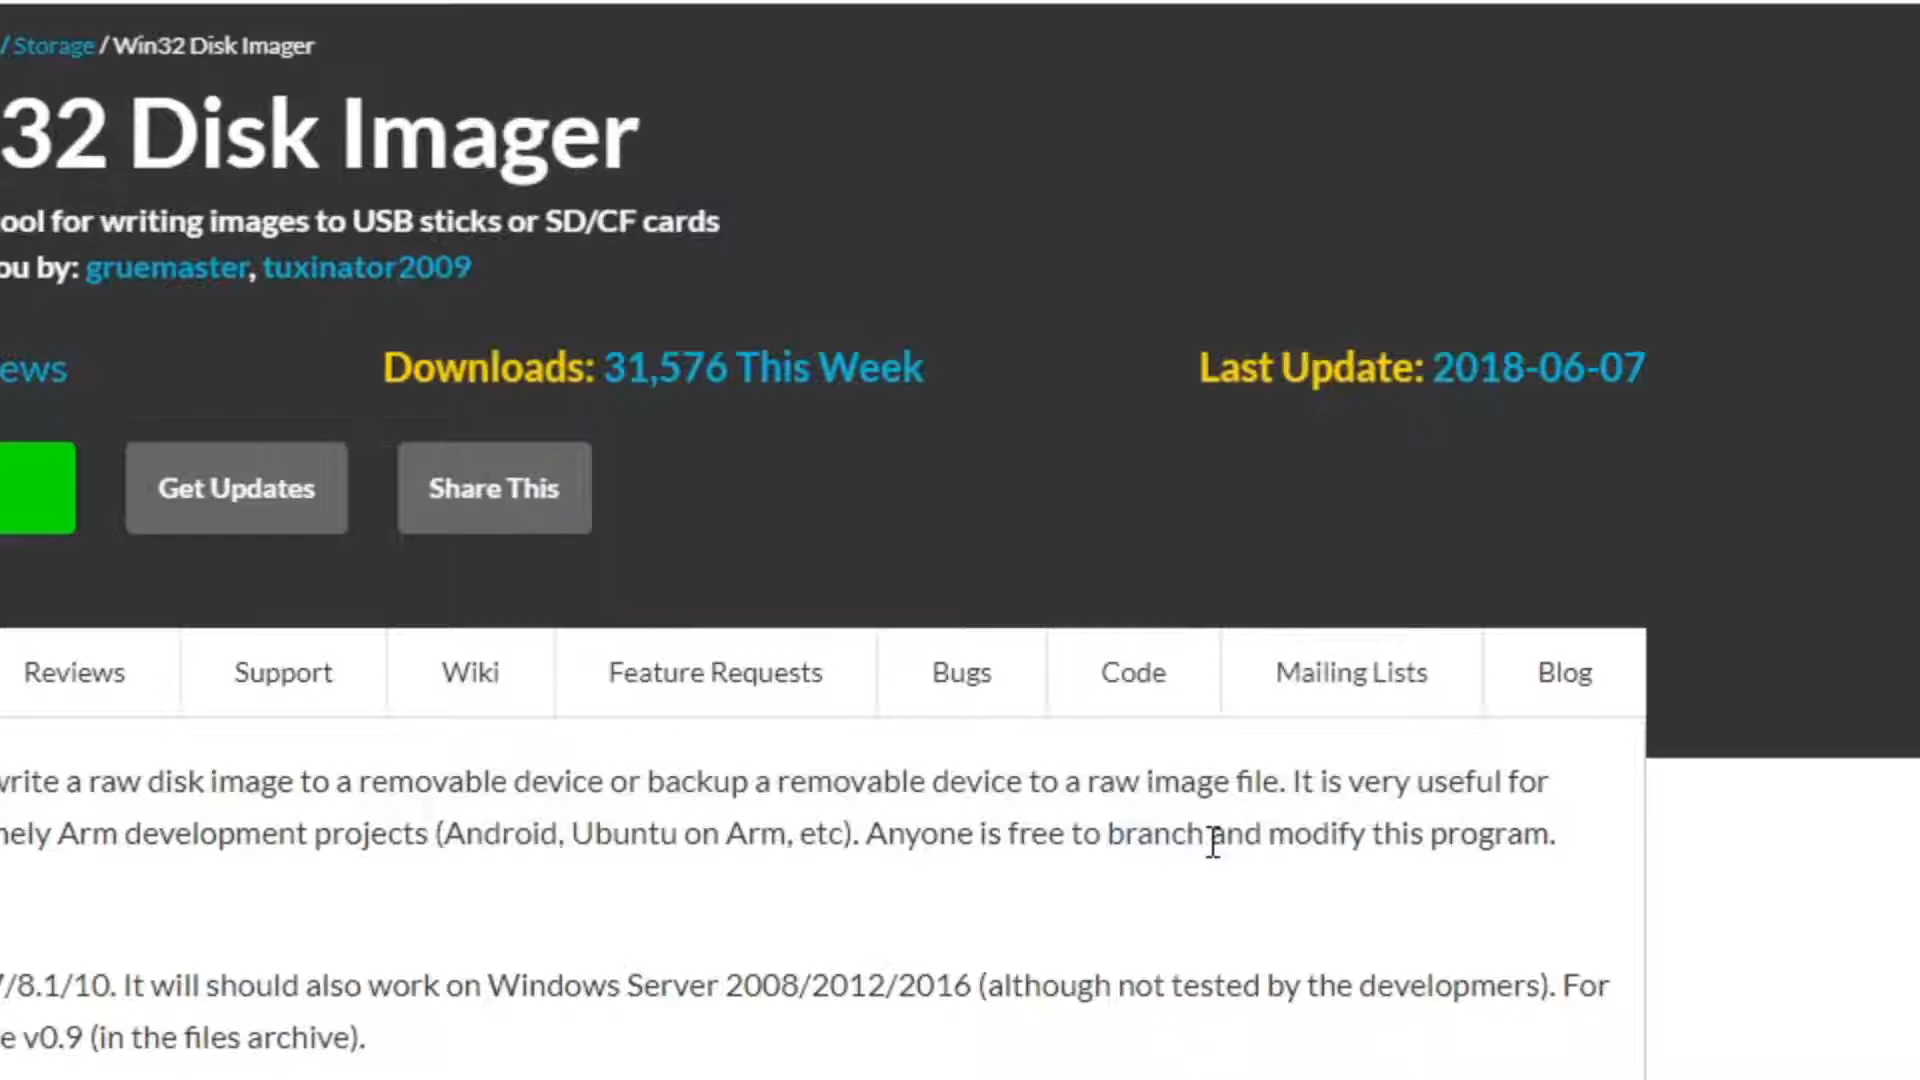 / Storage / Win32 Disk Imager
32 Disk Imager
ool for writing images to USB sticks or SD/CF cards
ou by: gruemaster, tuxinator2009
ews
Downloads: 31,576 This Week
Last Update: 2018-06-07
Get Updates
Share This
Reviews
Support
Wiki
Feature Requests
Bugs
Code
Mailing Lists
Blog
write a raw disk image to a removable device or backup a removable device to a raw image file. It is very useful for
nely Arm development projects (Android, Ubuntu on Arm, etc). Anyone is free to branch and modify this program.
7/8.1/10. It will should also work on Windows Server 2008/2012/2016 (although not tested by the developmers). For
e v0.9 (in the files archive).